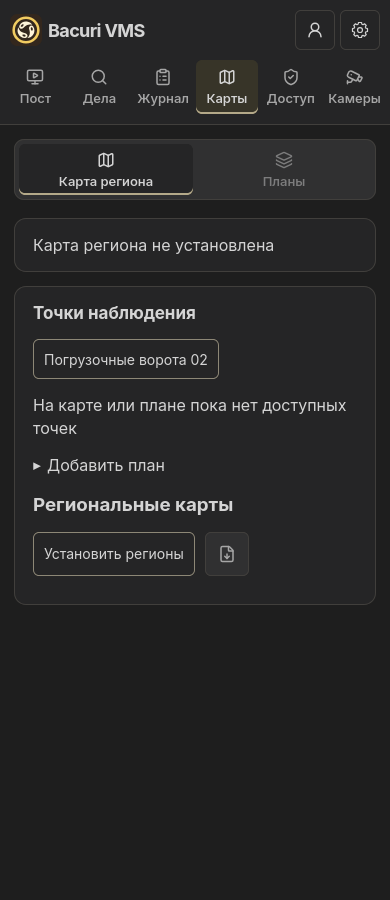 Bacuri VMS
Пост
Дела
Журнал
Карты
Доступ
Камеры
Карта региона
Планы
Карта региона не установлена
Точки наблюдения
Погрузочные ворота 02
На карте или плане пока нет доступных
точек
Добавить план
Региональные карты
Установить регионы